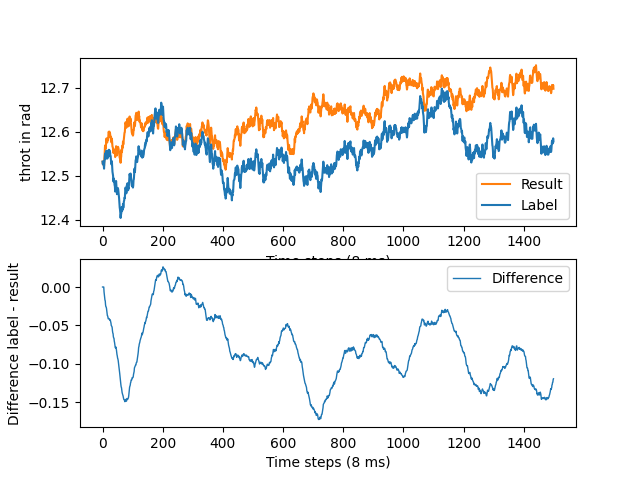 throt in rad
12.7
12.6
12.5
12.4
Result
Label
0 200 400 600 800 1000 1200 1400
Time steps (8 ms)
Difference label - result
0.00
−0.05
−0.10
−0.15
Difference
0 200 400 600 800 1000 1200 1400
Time steps (8 ms)